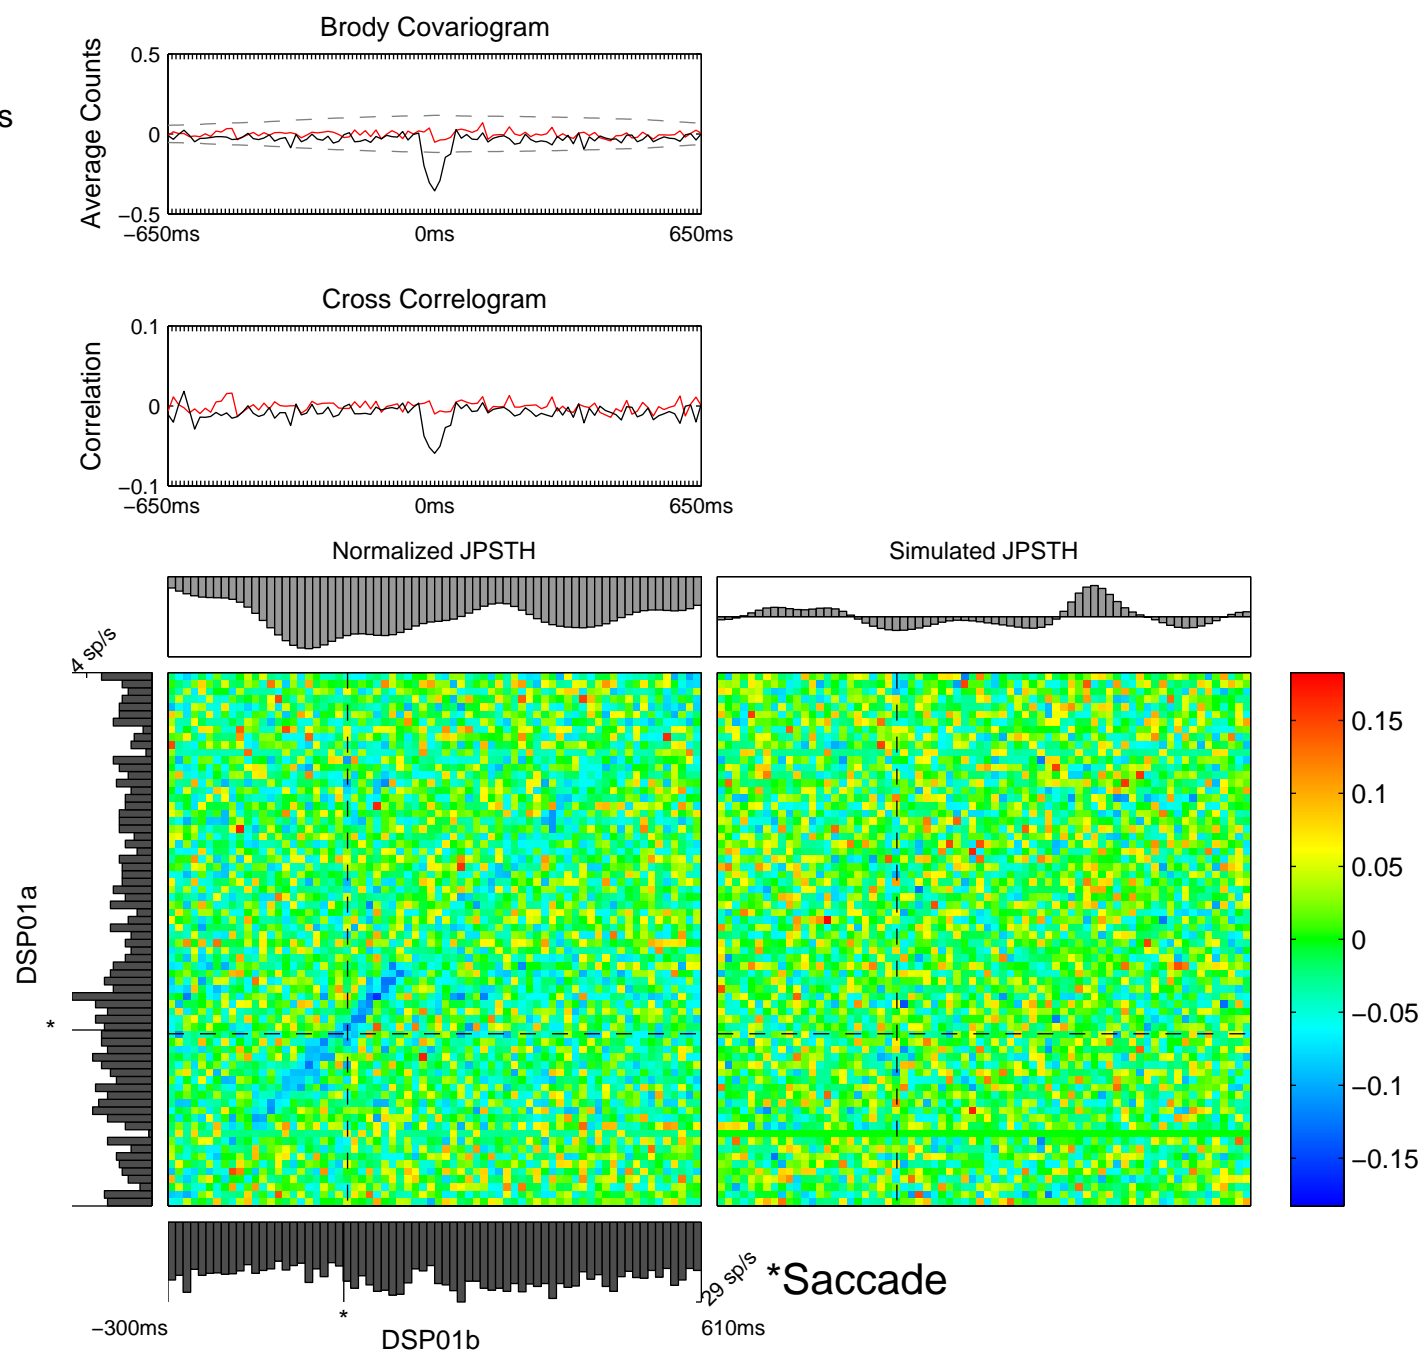 Brody Covariogram
s
Average Counts
0.5
0
−0.5
−650ms
0ms
650ms
Cross Correlogram
Correlation
0.1
0
−0.1
−650ms
0ms
650ms
Normalized JPSTH
Simulated JPSTH
4 sp/s
DSP01a
*
0.15
0.1
0.05
0
−0.05
−0.1
−0.15
29 sp/s
*Saccade
*
−300ms
DSP01b
610ms